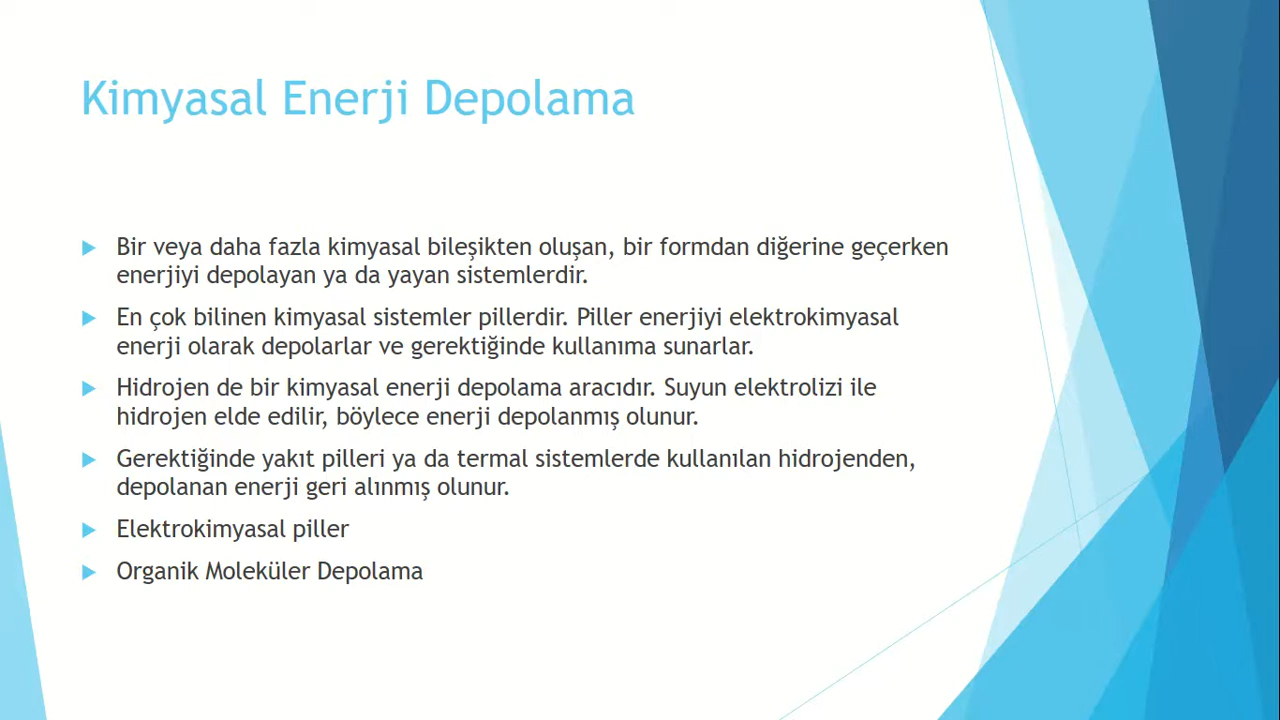 Kimyasal Enerji Depolama
Bir veya daha fazla kimyasal bileşikten oluşan, bir formdan diğerine geçerken
enerjiyi depolayan ya da yayan sistemlerdir.
En çok bilinen kimyasal sistemler pillerdir. Piller enerjiyi elektrokimyasal
enerji olarak depolarlar ve gerektiğinde kullanıma sunarlar.
Hidrojen de bir kimyasal enerji depolama aracıdır. Suyun elektrolizi ile
hidrojen elde edilir, böylece enerji depolanmış olunur.
Gerektiğinde yakıt pilleri ya da termal sistemlerde kullanılan hidrojenden,
depolanan enerji geri alınmış olunur.
Elektrokimyasal piller
Organik Moleküler Depolama